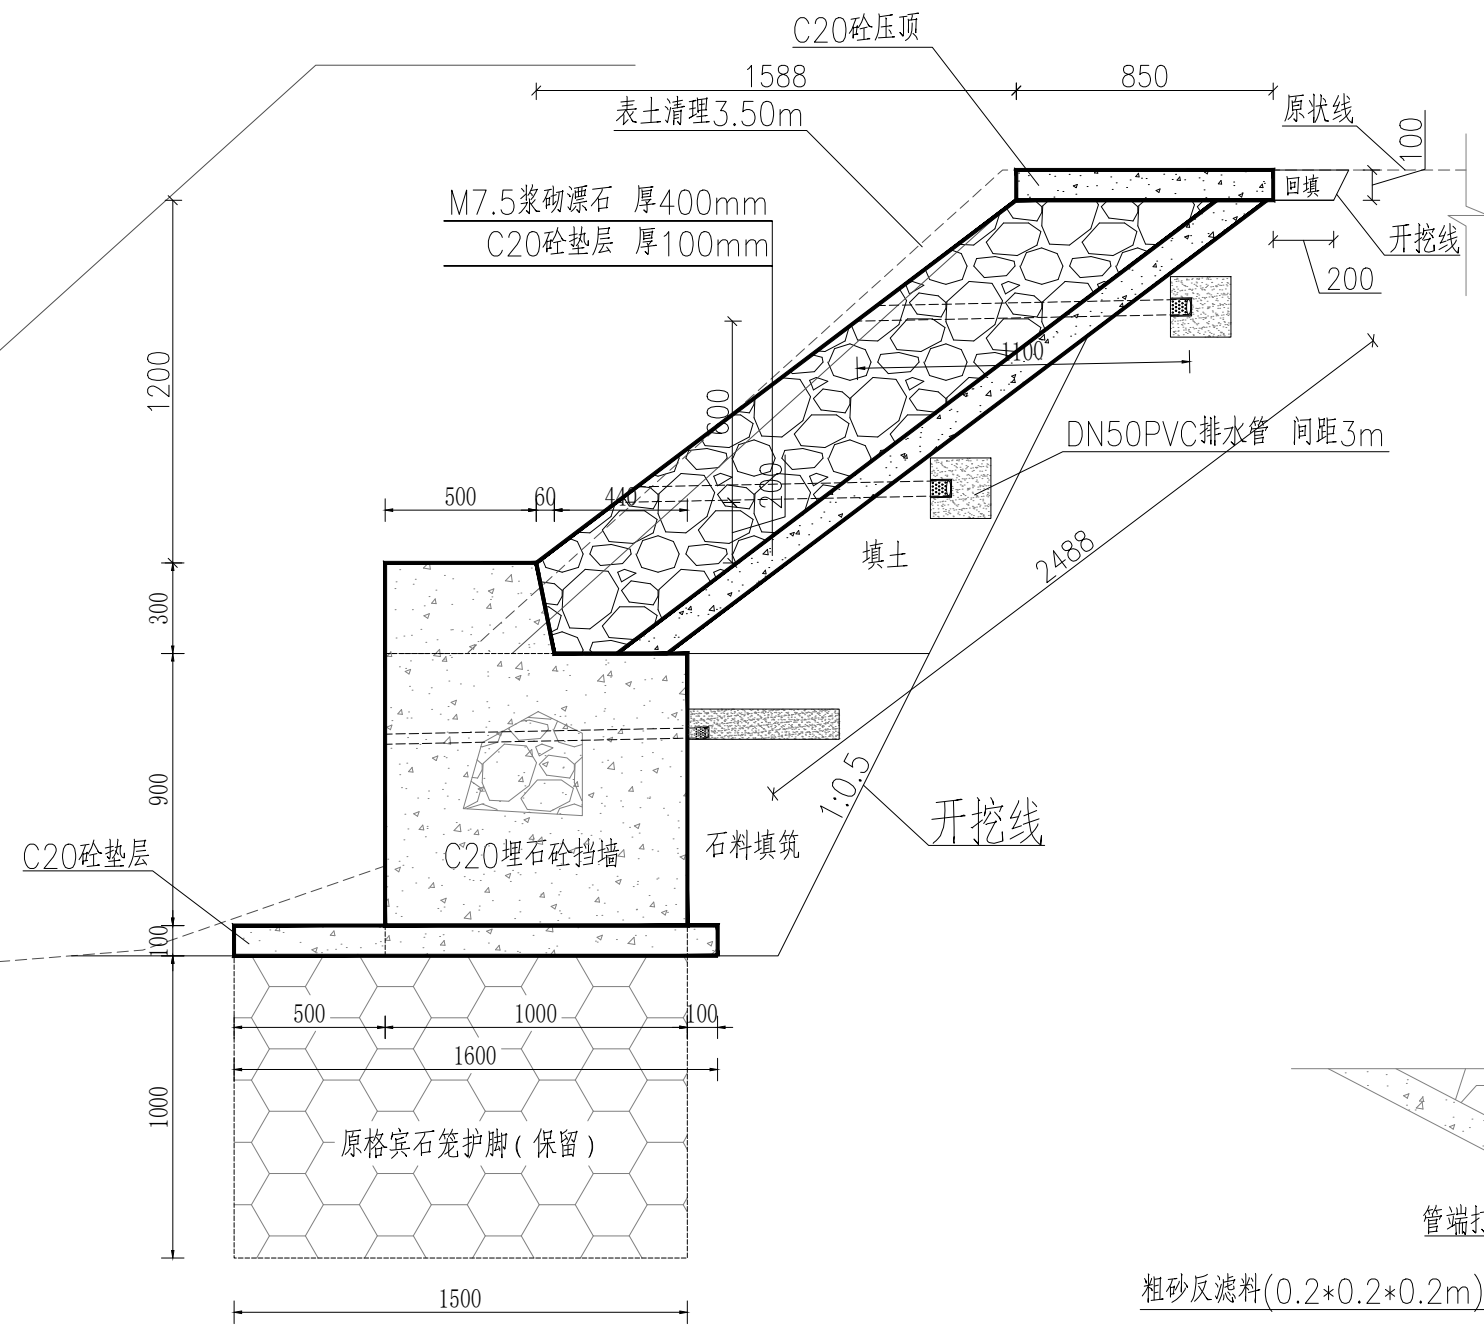 C20砼压顶
1588
850
表土清理3.50m
原状线
100
M7.5浆砌漂石 厚400mm
C20砼垫层 厚100mm
回填
开挖线
200
1200
1100
600
DN50PVC排水管 间距3m
200
500
60
440
填土
2488
300
900
1:0.5
开挖线
石料填筑
C20埋石砼挡墙
C20砼垫层
100
500
1000
100
1600
1000
原格宾石笼护脚(保留)
1500
管端打
粗砂反滤料(0.2*0.2*0.2m)